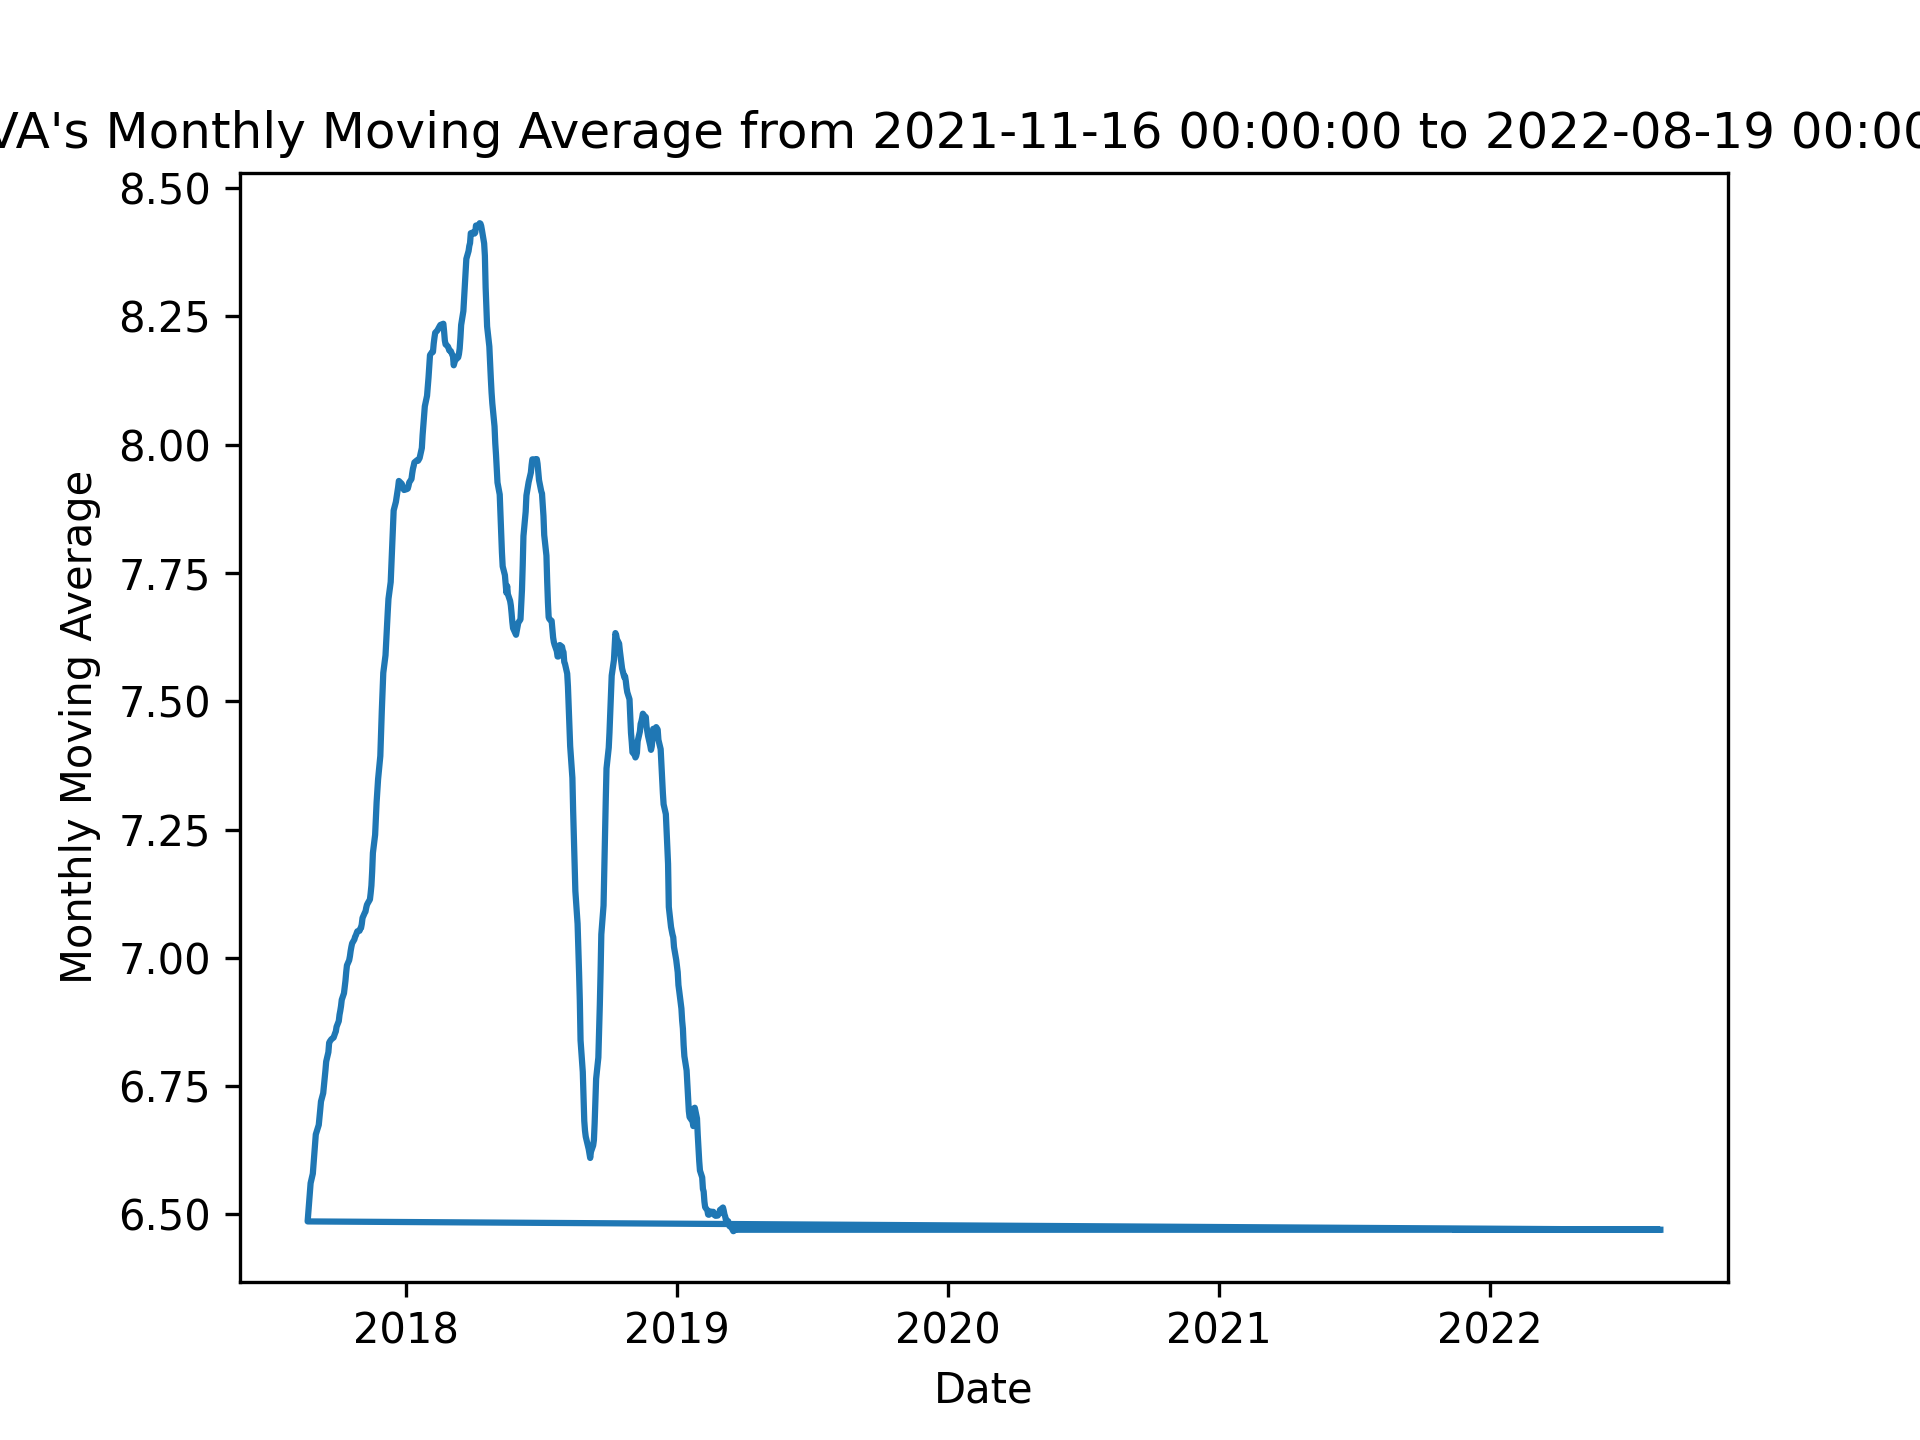 VA's Monthly Moving Average from 2021-11-16 00:00:00 to 2022-08-19 00:00
8.50
8.25
8.00
7.75
7.50
7.25
7.00
6.75
6.50
Monthly Moving Average
2018 2019 2020 2021 2022
Date